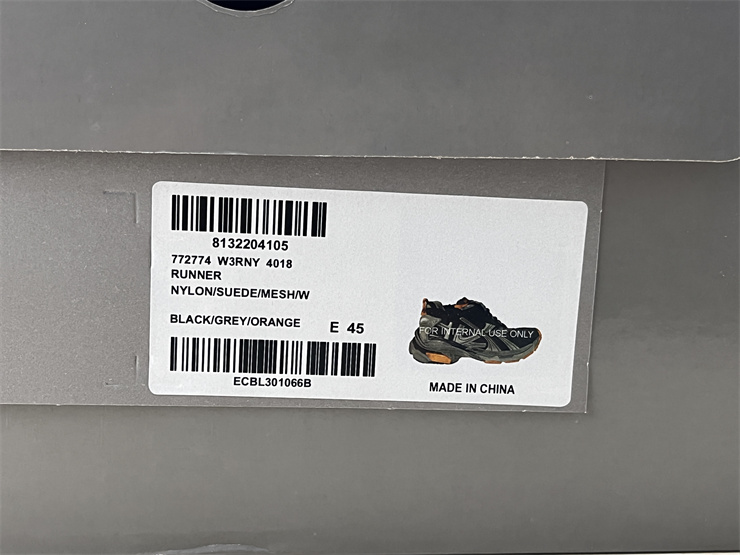 8132204105
772774 W3RNY 4018
RUNNER
NYLON/SUEDE/MESH/W
BLACK/GREY/ORANGE E 45
ECBL301066B
FOR INTERNAL USE ONLY
MADE IN CHINA